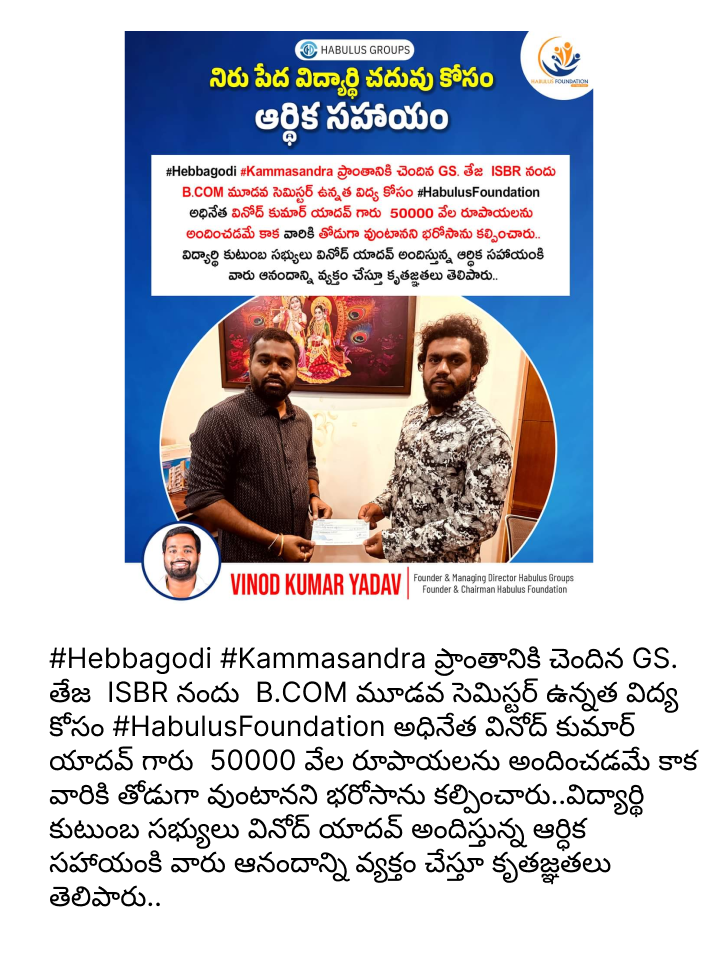 HABULUS GROUPS
HABULUS FOUNDATION
నిరు పేద విద్యార్థి చదువు కోసం
ఆర్థిక సహాయం
#Hebbagodi #Kammasandra ప్రాంతానికి చెందిన GS. తేజ ISBR నందు
B.COM మూడవ సెమిస్టర్ ఉన్నత విద్య కోసం #HabulusFoundation
అధినేత వినోద్ కుమార్ యాదవ్ గారు 50000 వేల రూపాయలను
అందించడమే కాక వారికి తోడుగా వుంటానని భరోసాను కల్పించారు..
విద్యార్థి కుటుంబ సభ్యులు వినోద్ యాదవ్ అందిస్తున్న ఆర్ధిక సహాయంకి
వారు ఆనందాన్ని వ్యక్తం చేస్తూ కృతజ్ఞతలు తెలిపారు..
VINOD KUMAR YADAV
Founder & Managing Director Habulus Groups
Founder & Chairman Habulus Foundation
#Hebbagodi #Kammasandra ప్రాంతానికి చెందిన GS.
తేజ ISBR నందు B.COM మూడవ సెమిస్టర్ ఉన్నత విద్య
కోసం #HabulusFoundation అధినేత వినోద్ కుమార్
యాదవ్ గారు 50000 వేల రూపాయలను అందించడమే కాక
వారికి తోడుగా వుంటానని భరోసాను కల్పించారు..విద్యార్థి
కుటుంబ సభ్యులు వినోద్ యాదవ్ అందిస్తున్న ఆర్ధిక
సహాయంకి వారు ఆనందాన్ని వ్యక్తం చేస్తూ కృతజ్ఞతలు
తెలిపారు..